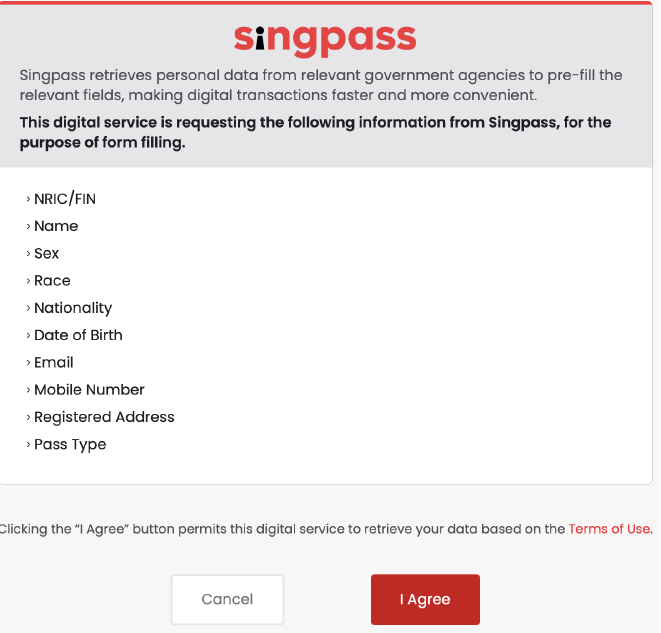 singpass
Singpass retrieves personal data from relevant government agencies to pre-fill the
relevant fields, making digital transactions faster and more convenient.
This digital service is requesting the following information from Singpass, for the
purpose of form filling.
› NRIC/FIN
› Name
› Sex
› Race
› Nationality
› Date of Birth
› Email
› Mobile Number
› Registered Address
› Pass Type
Clicking the “I Agree” button permits this digital service to retrieve your data based on the Terms of Use.
Cancel I Agree